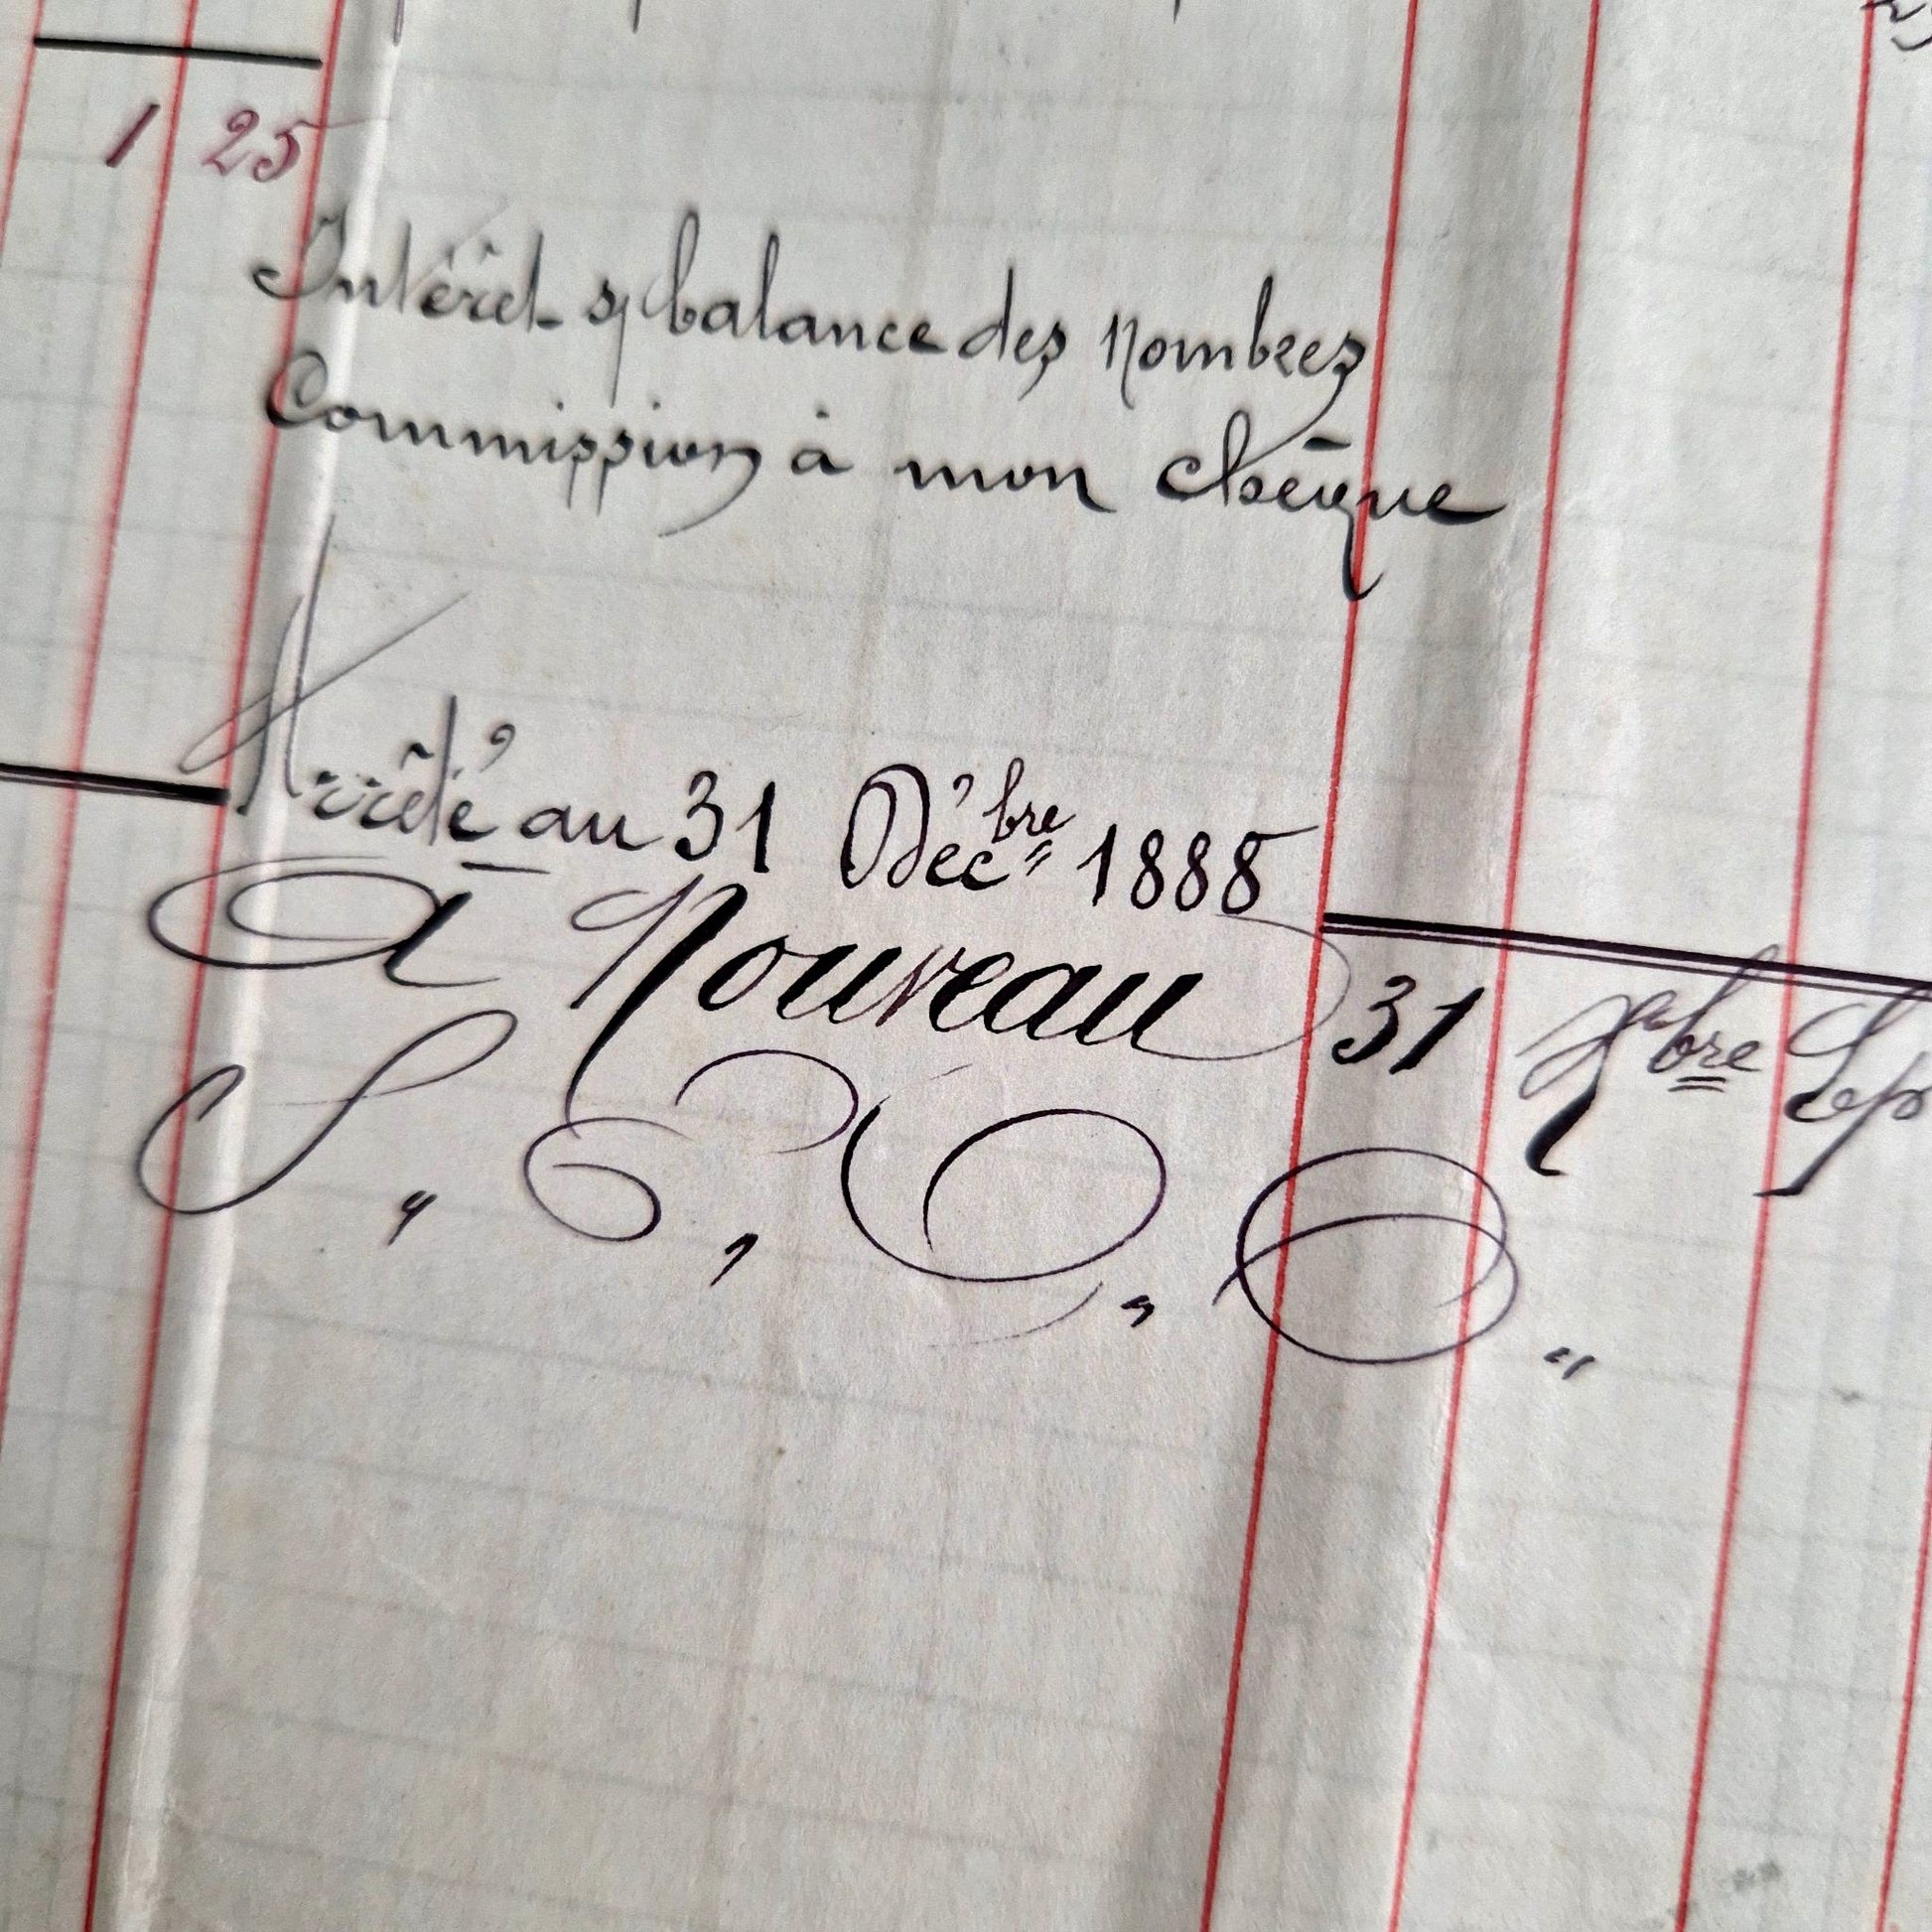 1 25
Intérêt s/ balance des nombres
Commission à mon chèque
Arrêté au 31 Décbre 1888
A Nouveau 31 Xbre
S. E. & O.